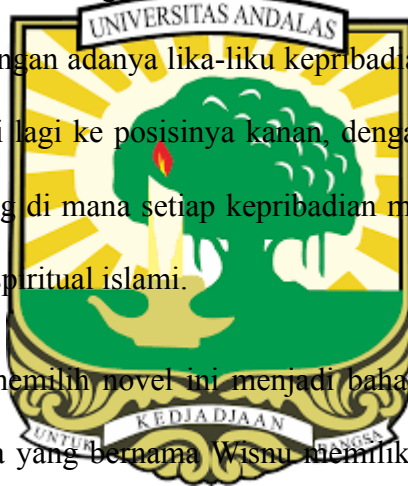 UNIVERSITAS ANDALAS
ngan adanya lika-liku kepribadia
i lagi ke posisinya kanan, denga
g di mana setiap kepribadian m
spiritual islami.
memilih novel ini menjadi baha
KEDJADJAAN
UNTUK BANGSA
a yang bernama Wisnu memilik